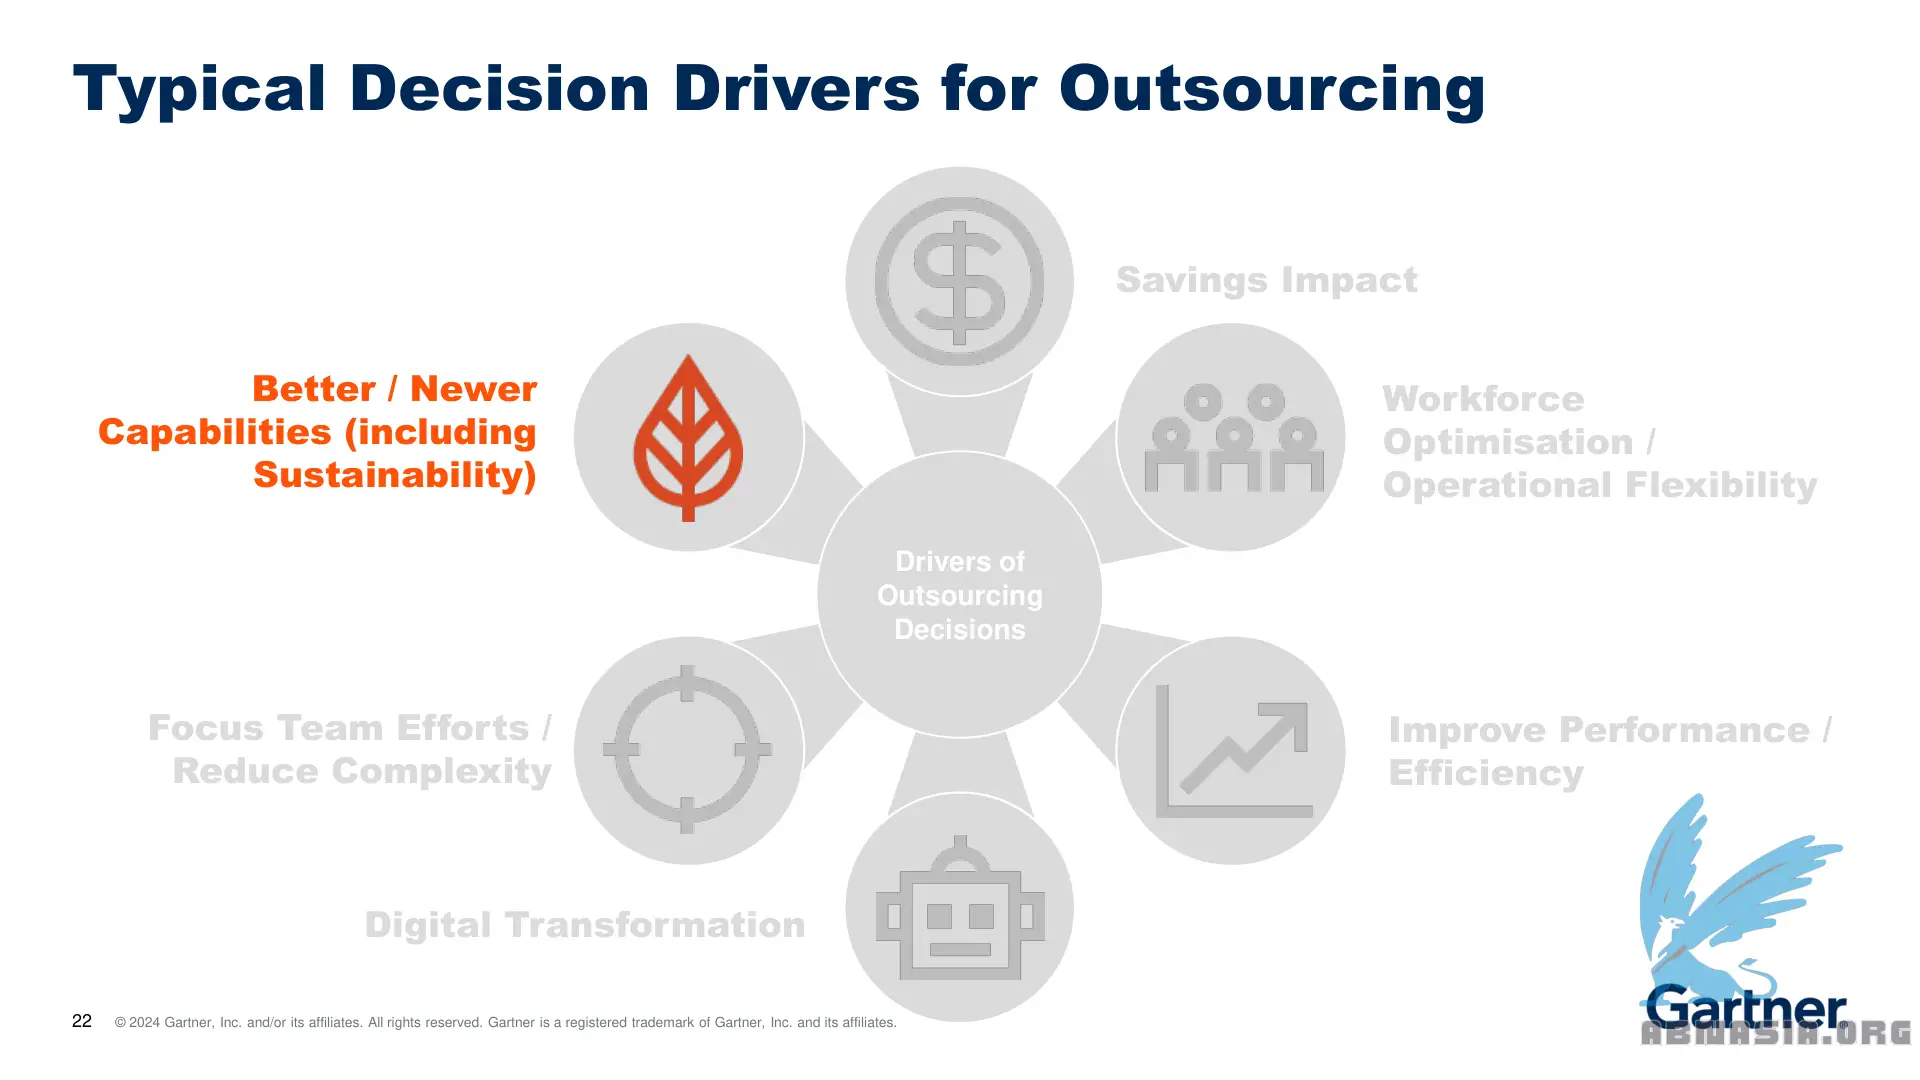 Typical Decision Drivers for Outsourcing
Savings Impact
Better / Newer
Capabilities (including
Sustainability)
Workforce
Optimisation /
Operational Flexibility
Drivers of
Outsourcing
Decisions
Focus Team Efforts /
Reduce Complexity
Improve Performance /
Efficiency
Digital Transformation
22 © 2024 Gartner, Inc. and/or its affiliates. All rights reserved. Gartner is a registered trademark of Gartner, Inc. and its affiliates.
Gartner®
ABNASIA.ORG